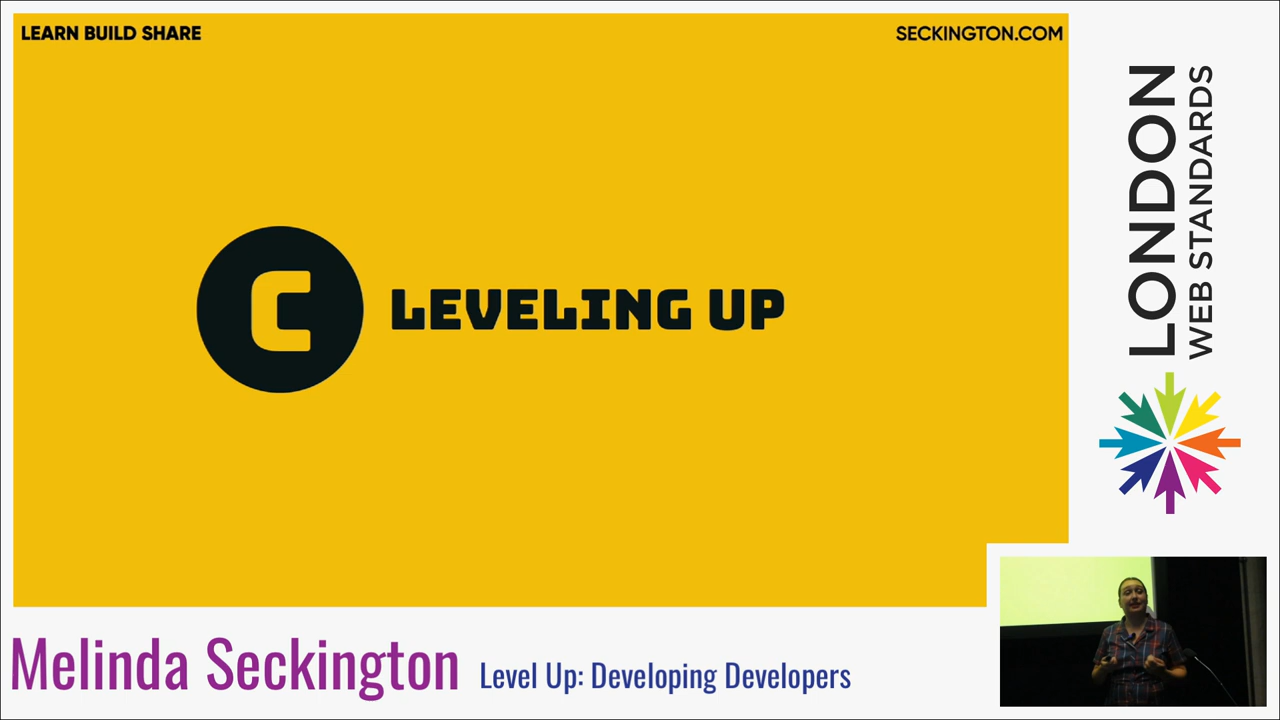 LEARN BUILD SHARE
SECKINGTON.COM
C LEVELING UP
LONDON
WEB STANDARDS
Melinda Seckington Level Up: Developing Developers